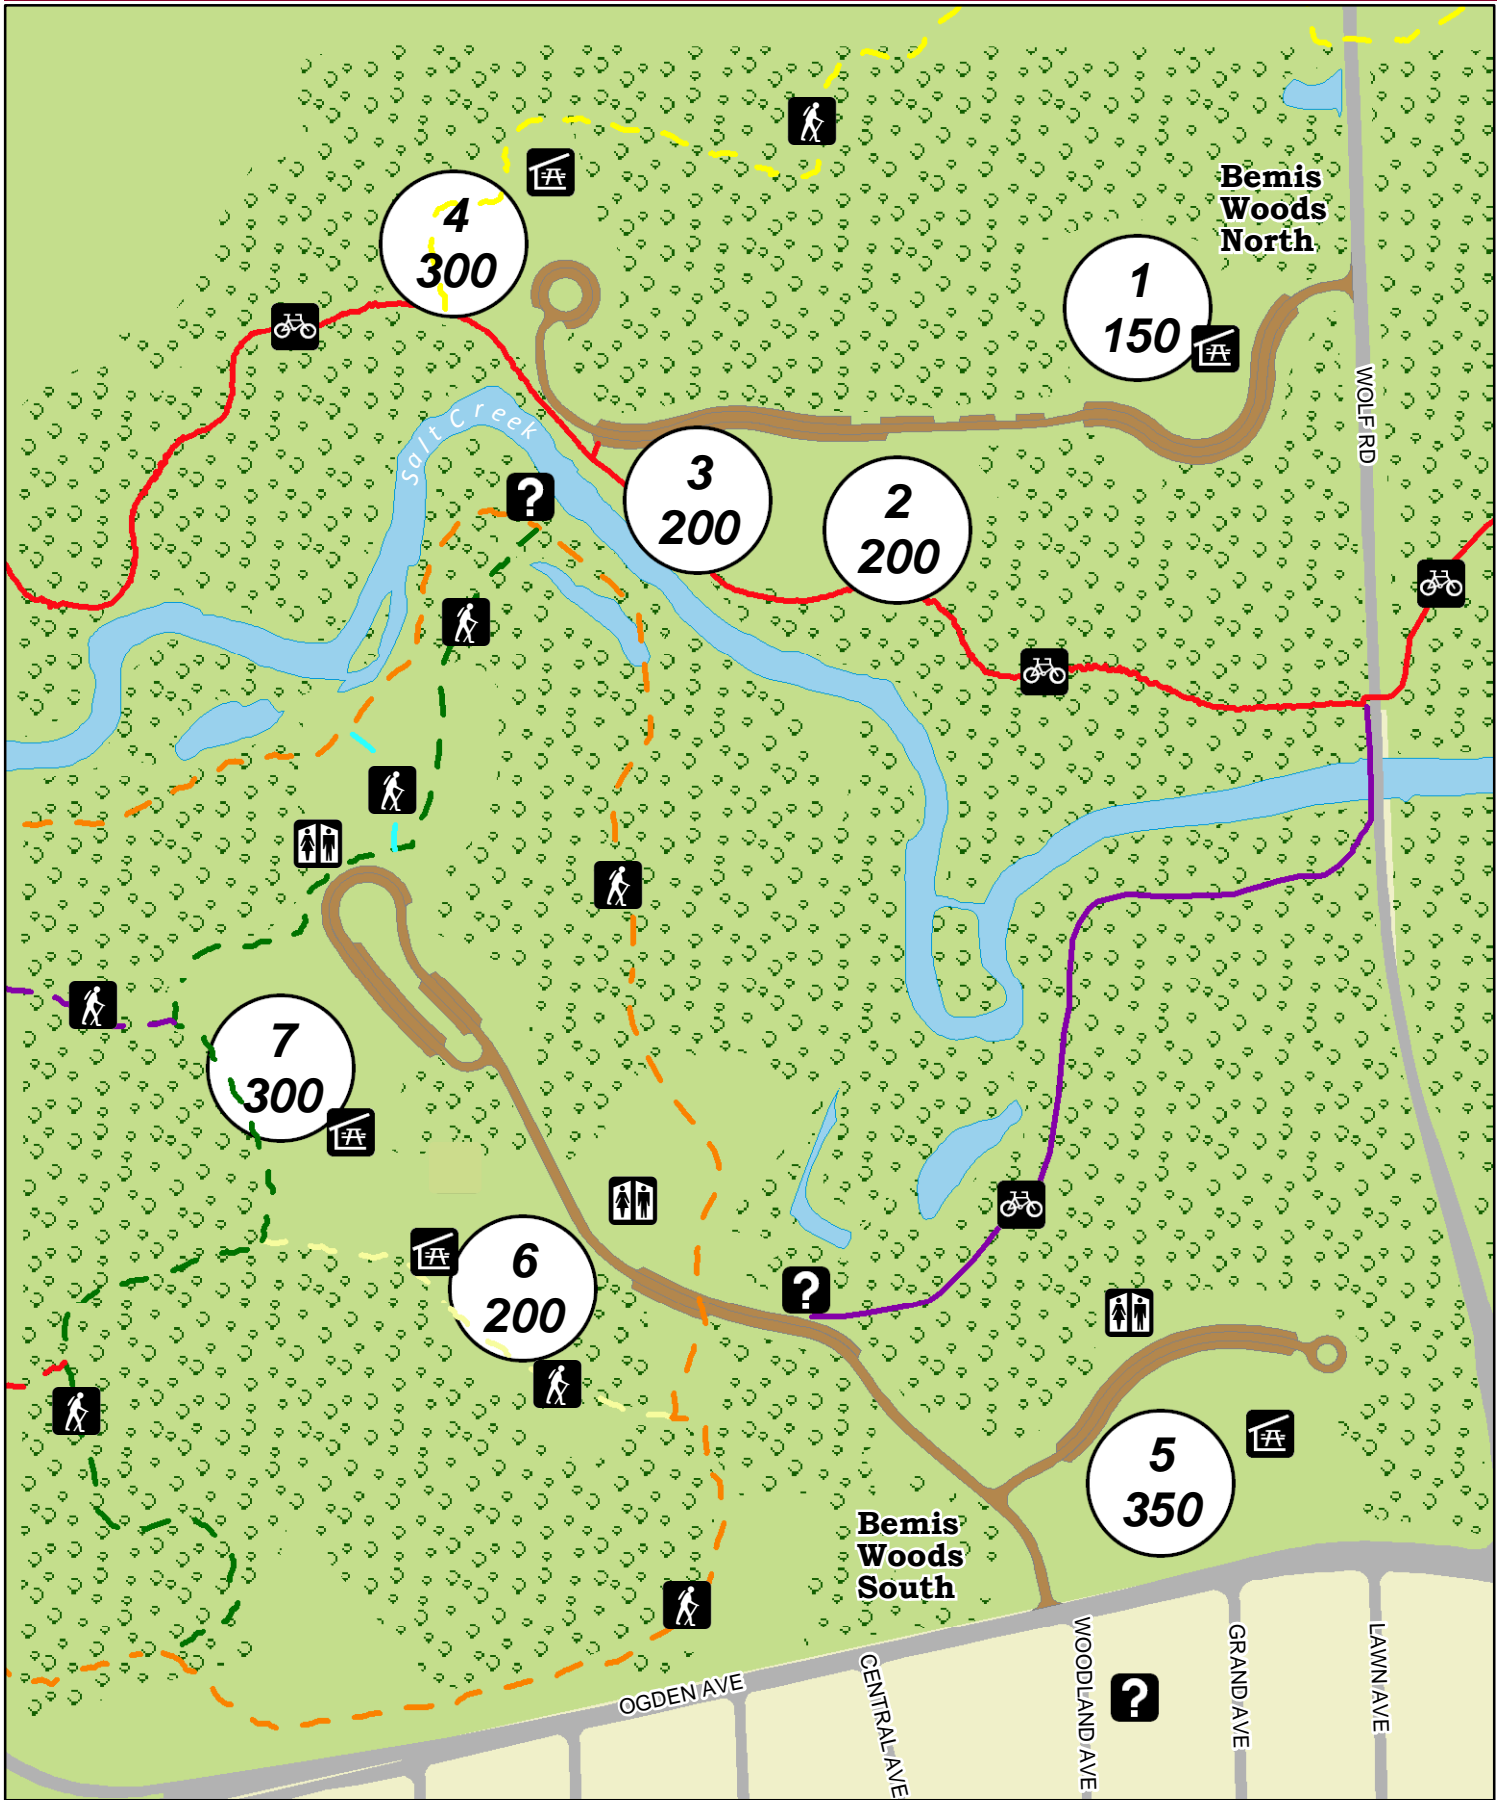 Bemis
Woods
North
4
300
1
150
WOLF RD
Salt Creek
3
200
2
200
?
7
300
6
200
?
5
350
Bemis
Woods
South
OGDEN AVE
CENTRAL AVE
WOODLAND AVE
GRAND AVE
LAWN AVE
?